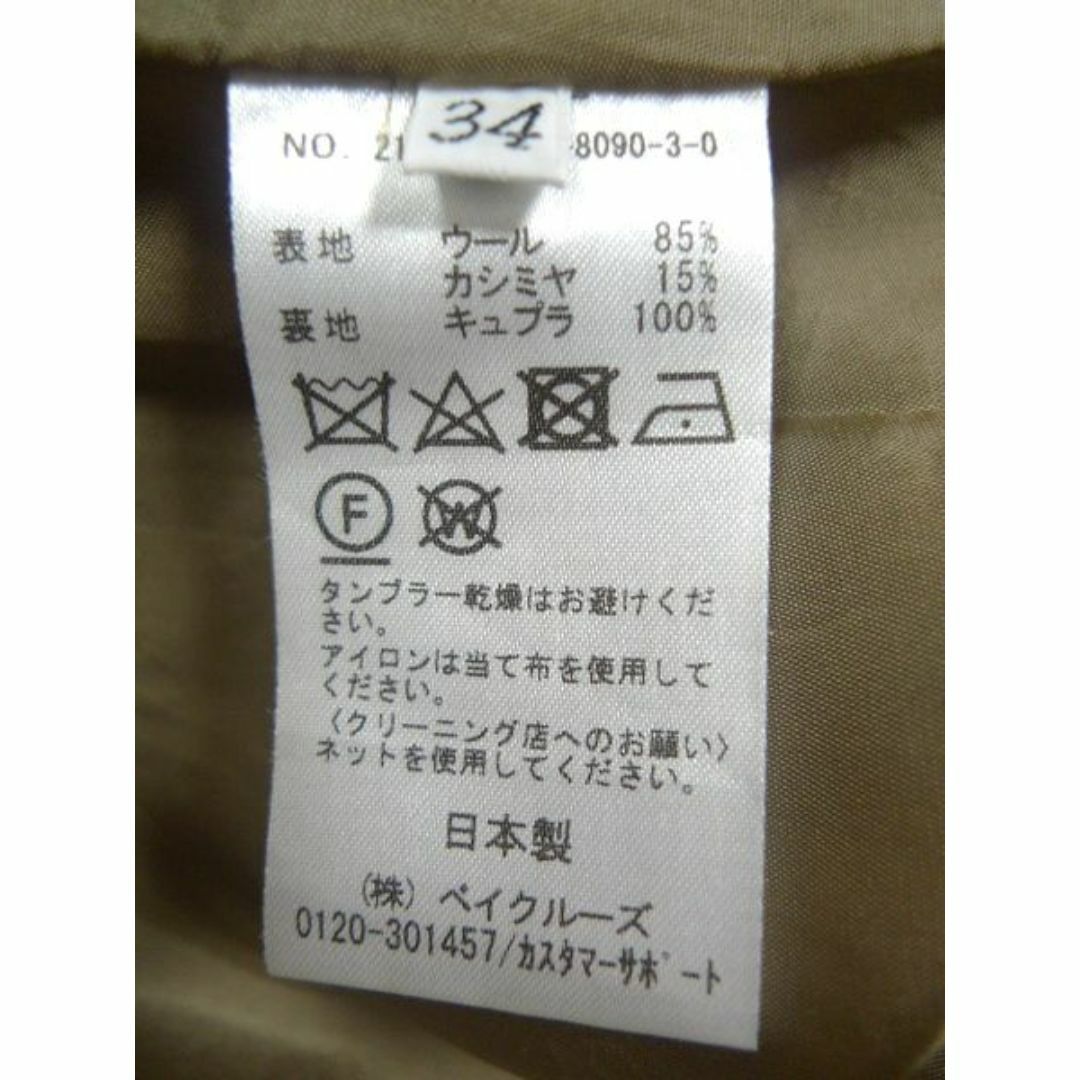 34
NO. 21 -8090-3-0
表地 ウール 85%
カシミヤ 15%
裏地 キュプラ 100%
F W
タンブラー乾燥はお避けくだ
さい。
アイロンは当て布を使用して
ください。
〈クリーニング店へのお願い〉
ネットを使用してください。
日本製
(株) ベイクルーズ
0120-301457/カスタマーサポート